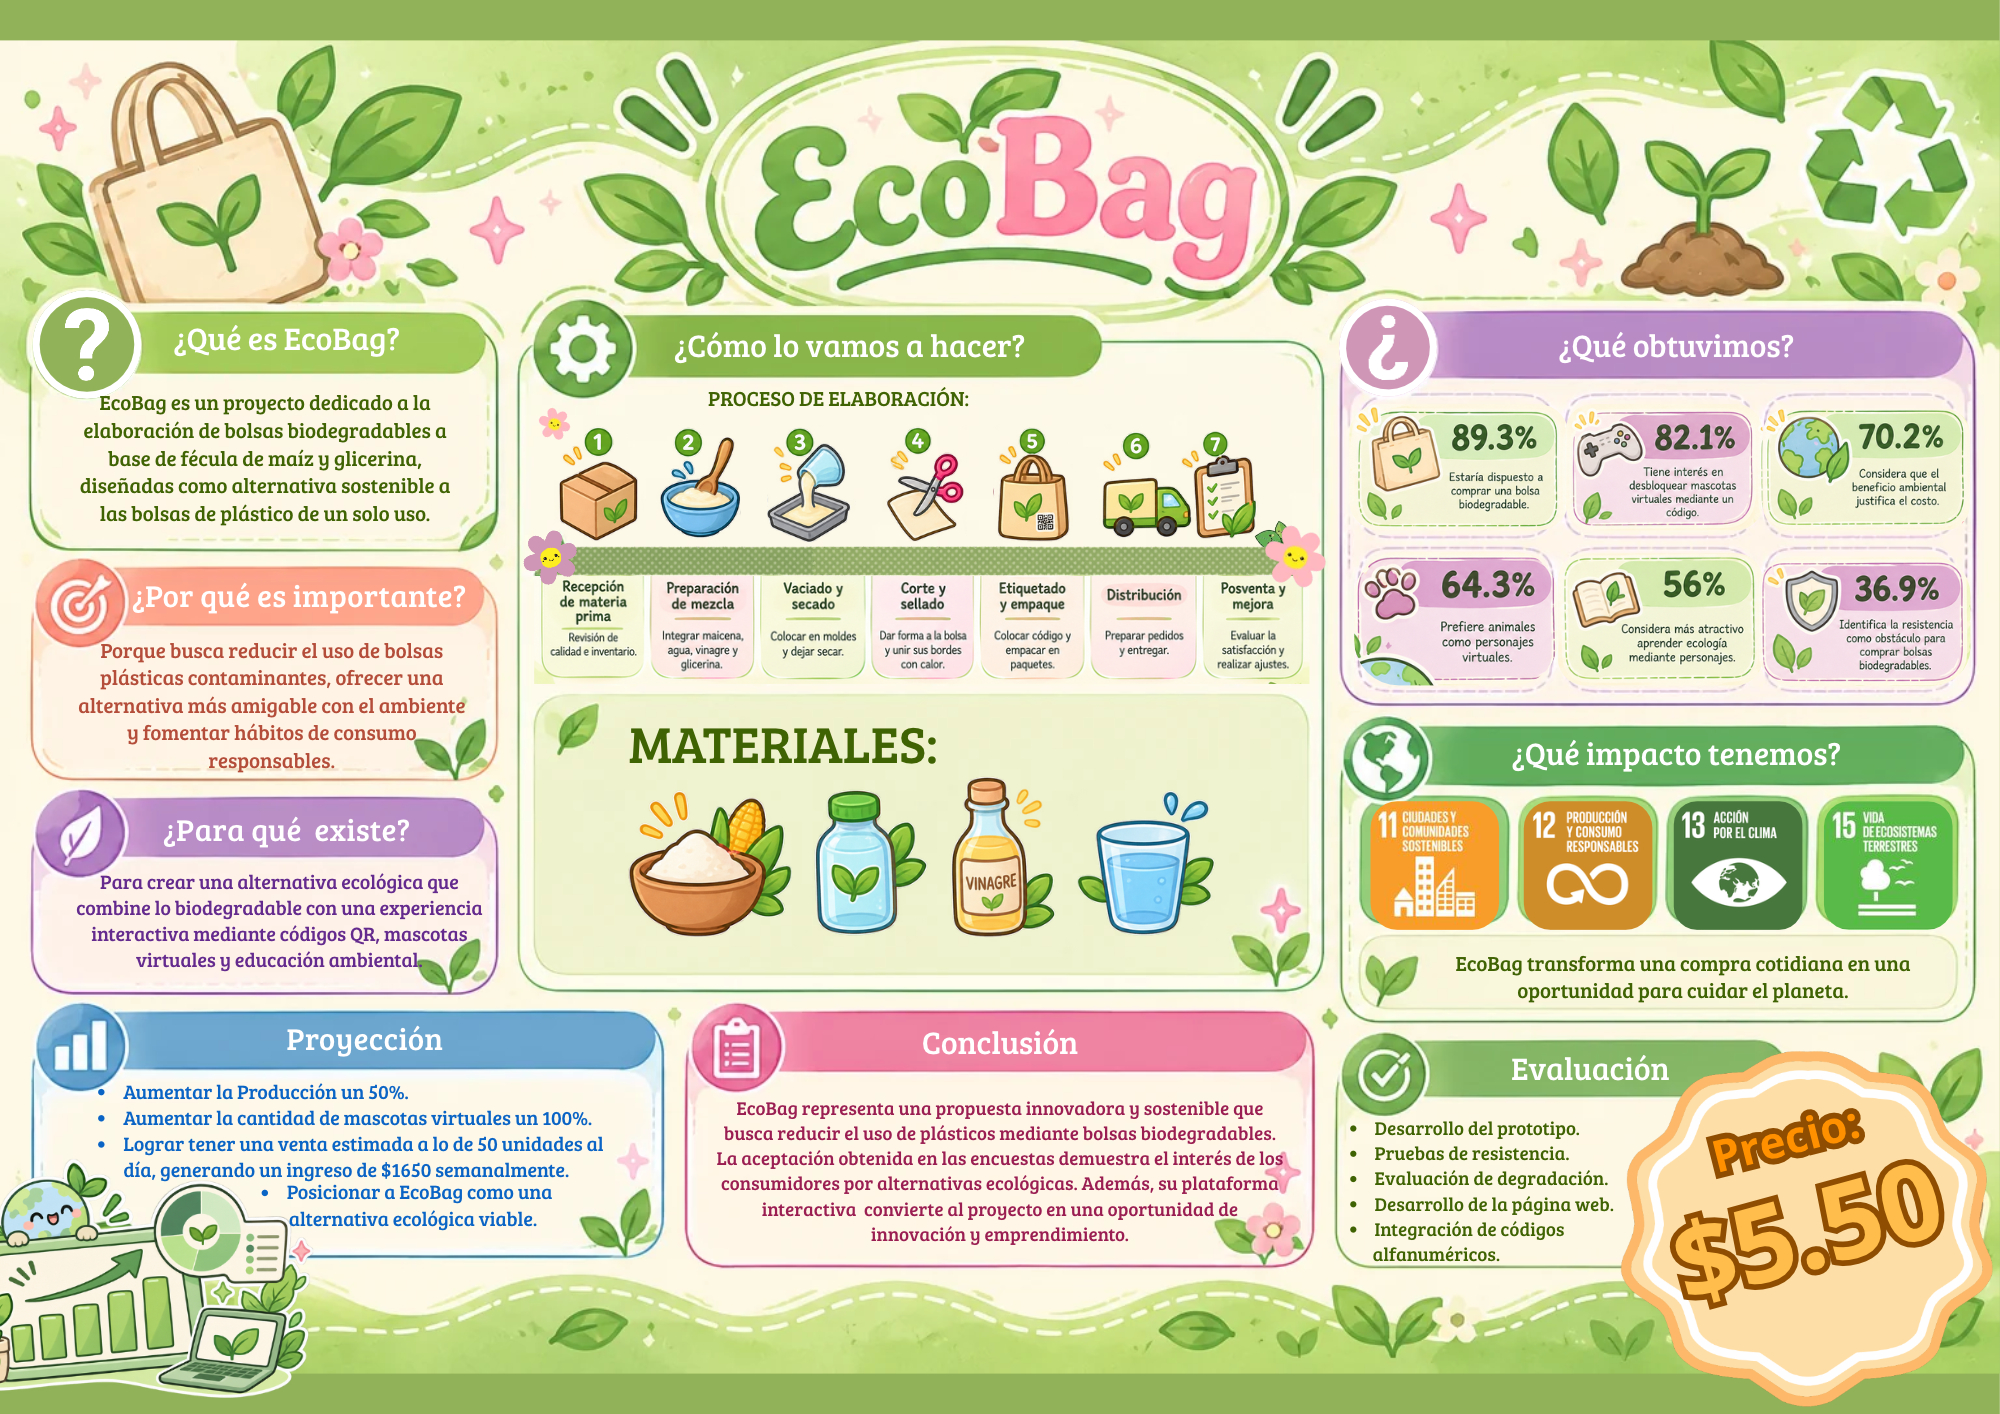 EcoBag
¿Qué es EcoBag?
EcoBag es un proyecto dedicado a la
elaboración de bolsas biodegradables a
base de fécula de maíz y glicerina,
diseñadas como alternativa sostenible a
las bolsas de plástico de un solo uso.
¿Por qué es importante?
Porque busca reducir el uso de bolsas
plásticas contaminantes, ofrecer una
alternativa más amigable con el ambiente
y fomentar hábitos de consumo
responsables.
¿Para qué existe?
Para crear una alternativa ecológica que
combine lo biodegradable con una experiencia
interactiva mediante códigos QR, mascotas
virtuales y educación ambiental.
¿Cómo lo vamos a hacer?
PROCESO DE ELABORACIÓN:
1
2
3
4
5
6
7
Recepción
de materia
prima
Revisión de
calidad e inventario.
Preparación
de mezcla
Integrar maicena,
agua, vinagre y
glicerina.
Vaciado y
secado
Colocar en moldes
y dejar secar.
Corte y
sellado
Dar forma a la bolsa
y unir sus bordes
con calor.
Etiquetado
y empaque
Colocar código y
empacar en
paquetes.
Distribución
Preparar pedidos
y entregar.
Posventa y
mejora
Evaluar la
satisfacción y
realizar ajustes.
MATERIALES:
VINAGRE
¿Qué obtuvimos?
89.3%
Estaría dispuesto a
comprar una bolsa
biodegradable.
82.1%
Tiene interés en
desbloquear mascotas
virtuales mediante un
código.
70.2%
Considera que el
beneficio ambiental
justifica el costo.
64.3%
Prefiere animales
como personajes
virtuales.
56%
Considera más atractivo
aprender ecología
mediante personajes.
36.9%
Identifica la resistencia
como obstáculo para
comprar bolsas
biodegradables.
¿Qué impacto tenemos?
11 CIUDADES Y
COMUNIDADES
SOSTENIBLES
12 PRODUCCIÓN
Y CONSUMO
RESPONSABLES
13 ACCIÓN
POR EL CLIMA
15 VIDA
DE ECOSISTEMAS
TERRESTRES
EcoBag transforma una compra cotidiana en una
oportunidad para cuidar el planeta.
Proyección
• Aumentar la Producción un 50%.
• Aumentar la cantidad de mascotas virtuales un 100%.
• Lograr tener una venta estimada a lo de 50 unidades al
día, generando un ingreso de $1650 semanalmente.
• Posicionar a EcoBag como una
alternativa ecológica viable.
Conclusión
EcoBag representa una propuesta innovadora y sostenible que
busca reducir el uso de plásticos mediante bolsas biodegradables.
La aceptación obtenida en las encuestas demuestra el interés de los
consumidores por alternativas ecológicas. Además, su plataforma
interactiva convierte al proyecto en una oportunidad de
innovación y emprendimiento.
Evaluación
• Desarrollo del prototipo.
• Pruebas de resistencia.
• Evaluación de degradación.
• Desarrollo de la página web.
• Integración de códigos
alfanuméricos.
Precio:
$5.50